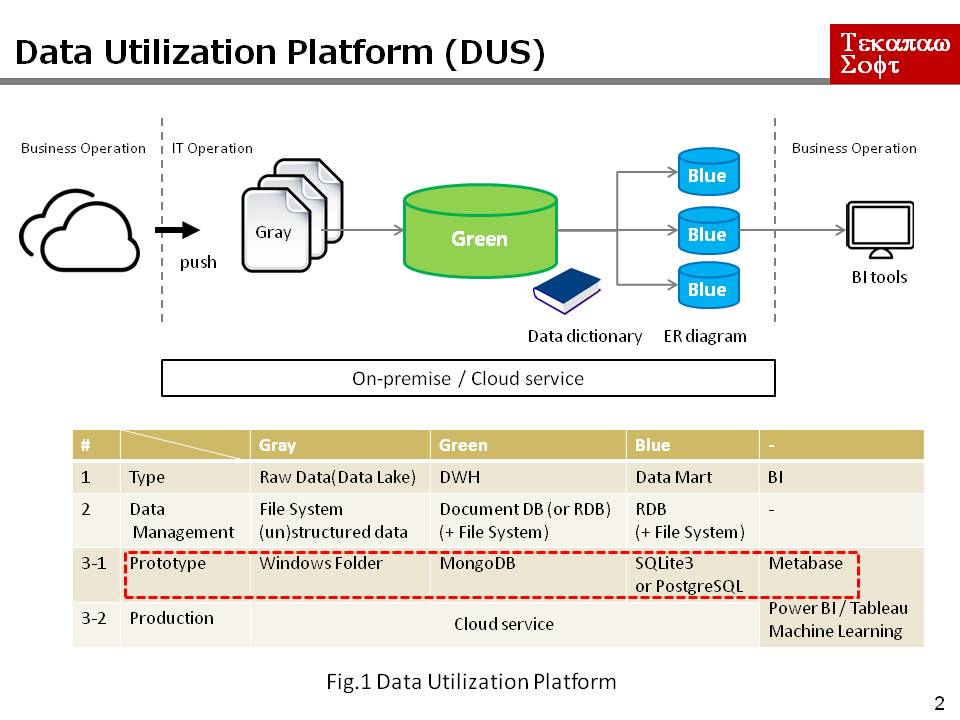 Data Utilization Platform (DUS)
Τεκαπαω
Σοφτ
Business Operation
IT Operation
Business Operation
Gray
push
Green
Blue
Blue
Blue
BI tools
Data dictionary
ER diagram
On-premise / Cloud service
# Gray Green Blue -
1 Type Raw Data(Data Lake) DWH Data Mart BI
2 Data Management File System (un)structured data Document DB (or RDB) (+ File System) RDB (+ File System) -
3-1 Prototype Windows Folder MongoDB SQLite3 or PostgreSQL Metabase
3-2 Production Cloud service Power BI / Tableau Machine Learning
Fig.1 Data Utilization Platform
2